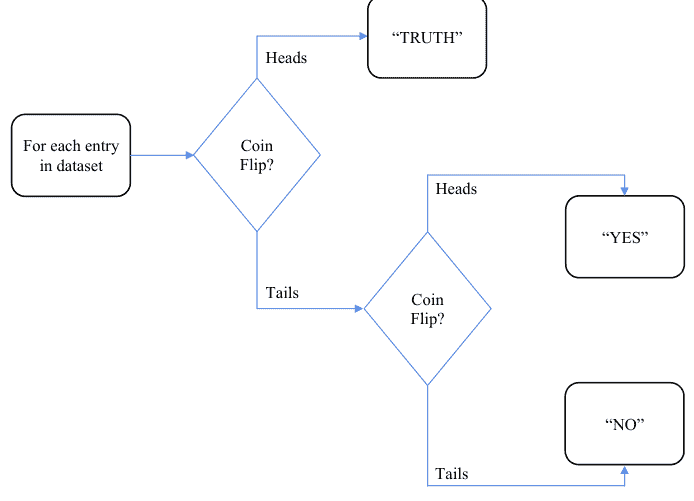 “TRUTH”
Heads
For each entry
in dataset
Coin
Flip?
Heads
“YES”
Tails
Coin
Flip?
“NO”
Tails